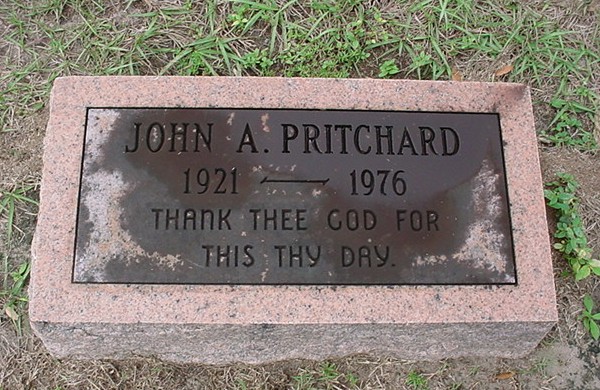 JOHN A. PRITCHARD
1921 — 1976
THANK THEE GOD FOR
THIS THY DAY.